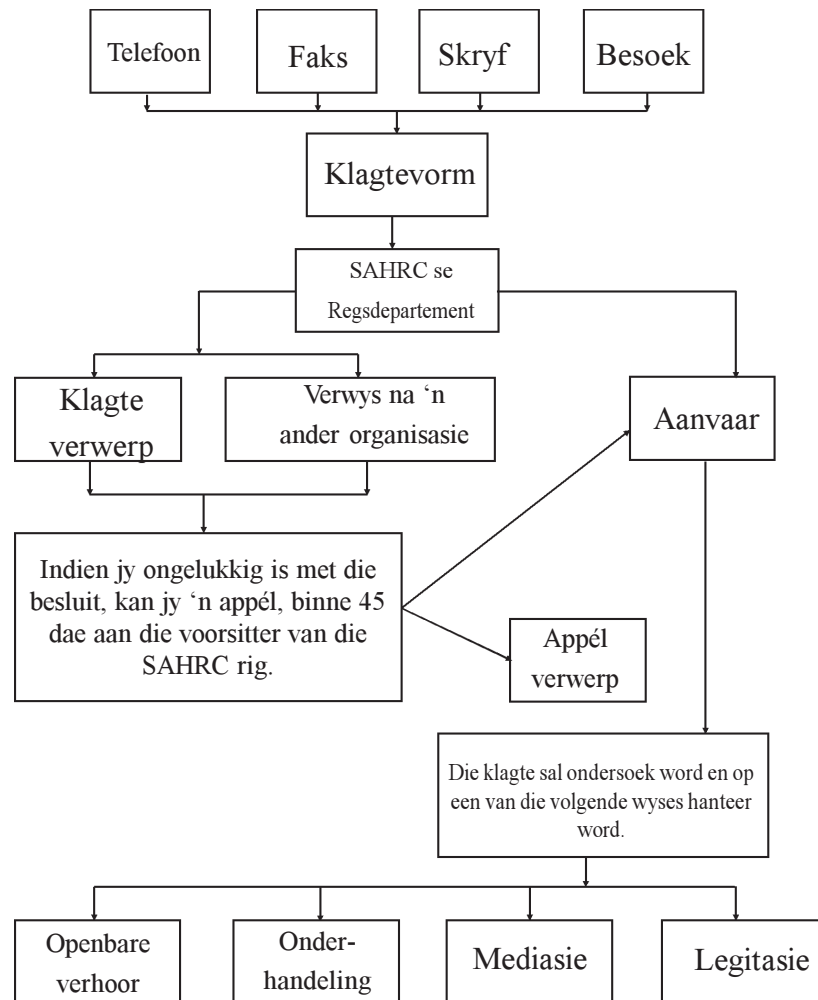 Telefoon
Faks
Skryf
Besoek
Klagtevorm
SAHRC se
Regsdepartement
Klagte
verwerp
Verwys na ‘n
ander organisasie
Aanvaar
Indien jy ongelukkig is met die
besluit, kan jy ‘n appél, binne 45
dae aan die voorsitter van die
SAHRC rig.
Appél
verwerp
Die klagte sal ondersoek word en op
een van die volgende wyses hanteer
word.
Openbare
verhoor
Onder-
handeling
Mediasie
Legitasie